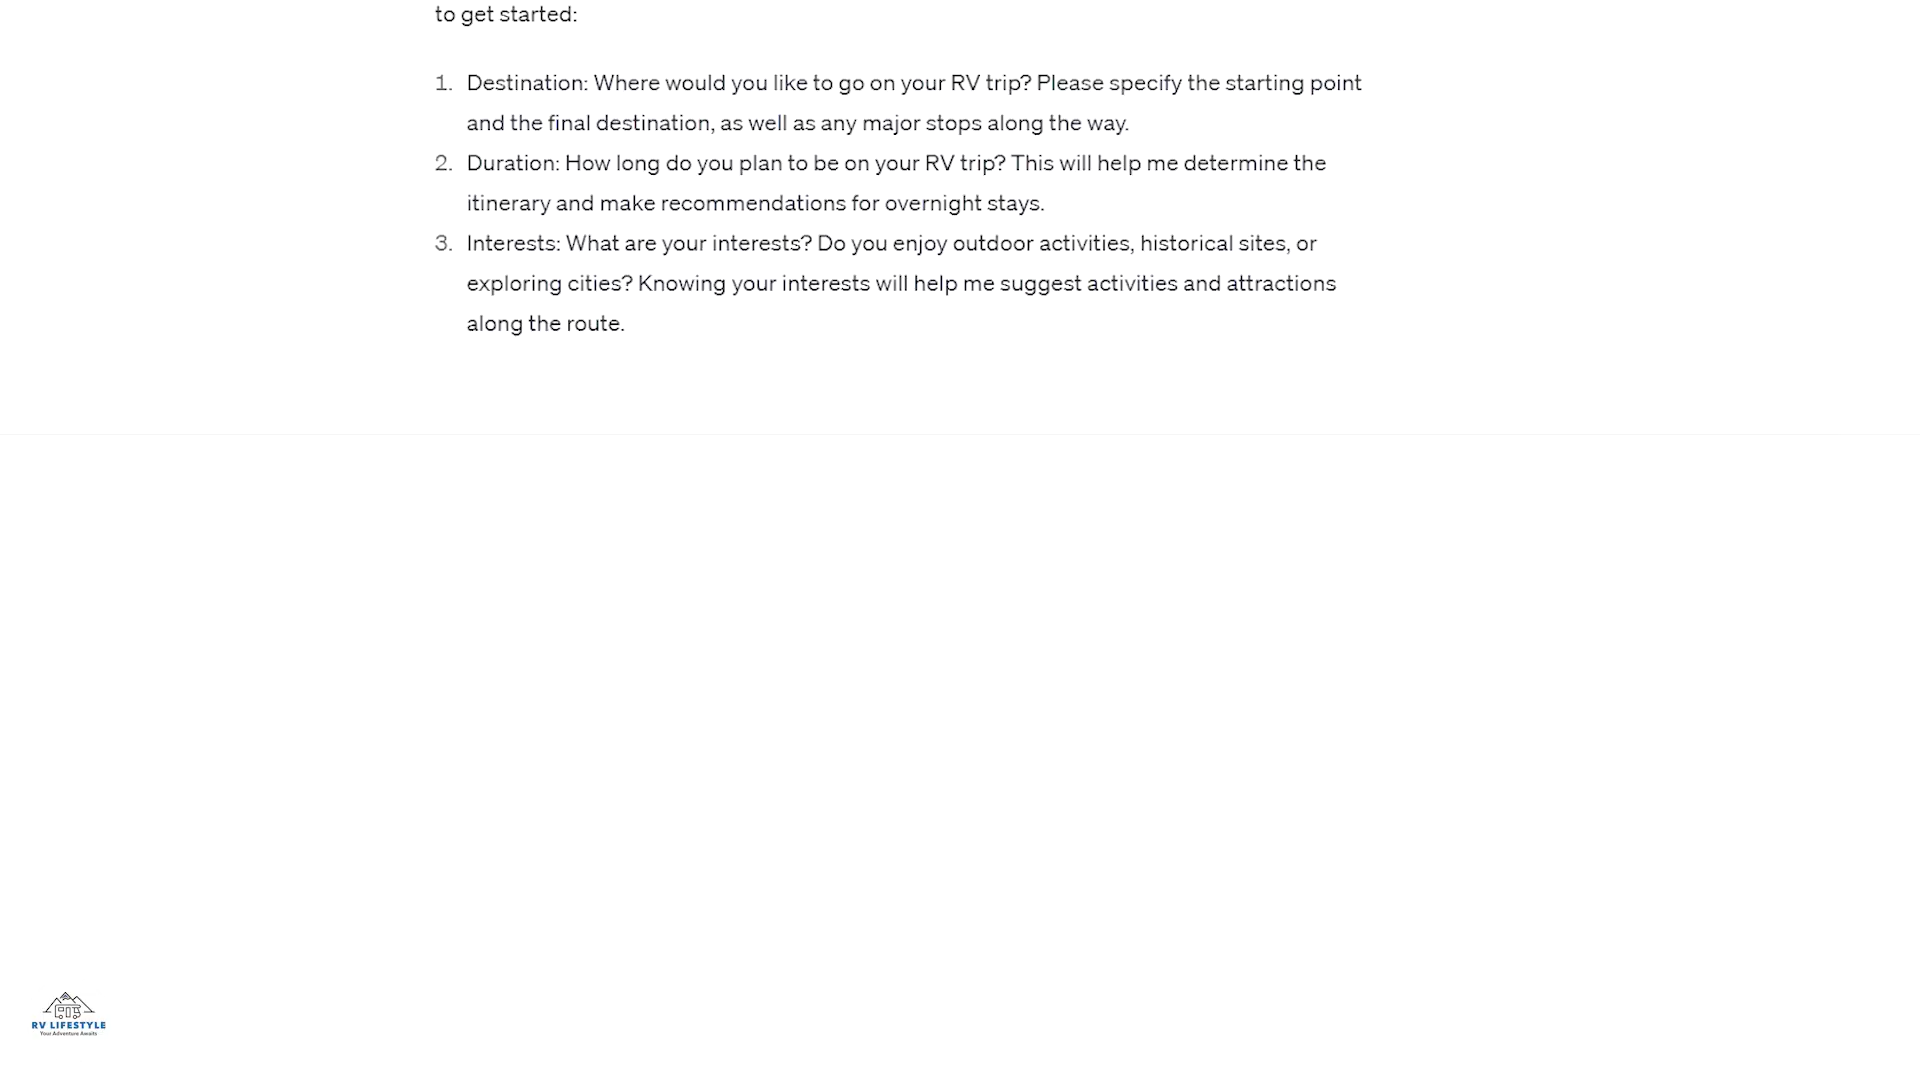 to get started:
1. Destination: Where would you like to go on your RV trip? Please specify the starting point
and the final destination, as well as any major stops along the way.
2. Duration: How long do you plan to be on your RV trip? This will help me determine the
itinerary and make recommendations for overnight stays.
3. Interests: What are your interests? Do you enjoy outdoor activities, historical sites, or
exploring cities? Knowing your interests will help me suggest activities and attractions
along the route.
RV LIFESTYLE
Your Adventure Awaits